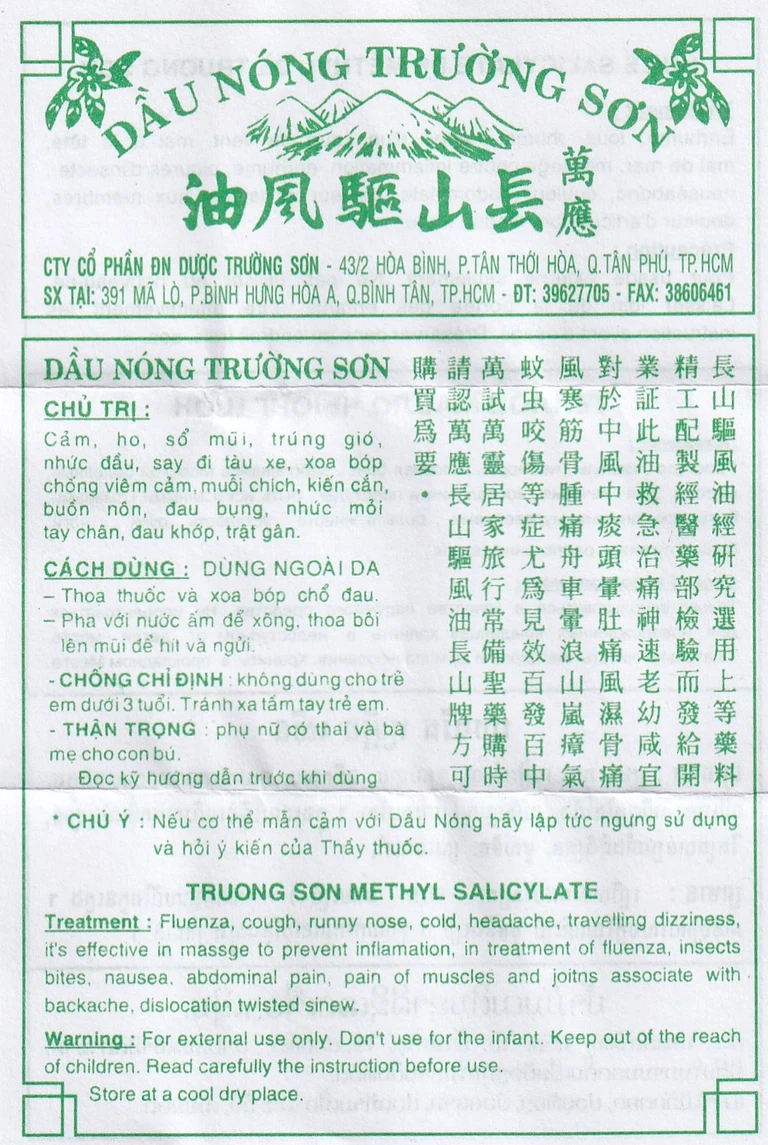 DẦU NÓNG TRƯỜNG SƠN
萬應
長山驅風油
CTY CỔ PHẦN ĐN DƯỢC TRƯỜNG SƠN - 43/2 HÒA BÌNH, P.TÂN THỚI HÒA, Q.TÂN PHÚ, TP.HCM
SX TẠI: 391 MÃ LÒ, P.BÌNH HƯNG HÒA A, Q.BÌNH TÂN, TP.HCM - ĐT: 39627705 - FAX: 38606461
DẦU NÓNG TRƯỜNG SƠN
CHỦ TRỊ :
Cảm, ho, sổ mũi, trúng gió,
nhức đầu, say đi tàu xe, xoa bóp
chống viêm cảm, muỗi chích, kiến cắn,
buồn nôn, đau bụng, nhức mỏi
tay chân, đau khớp, trật gân.
CÁCH DÙNG : DÙNG NGOÀI DA
– Thoa thuốc và xoa bóp chổ đau.
– Pha với nước ấm để xông, thoa bôi
lên mũi để hít và ngửi.
- CHỐNG CHỈ ĐỊNH : không dùng cho trẻ
em dưới 3 tuổi. Tránh xa tầm tay trẻ em.
- THẬN TRỌNG : phụ nữ có thai và bà
mẹ cho con bú.
Đọc kỹ hướng dẫn trước khi dùng
長山驅風油經研究選用上等藥料
精工配製經醫藥部檢驗而發給開
業証此油救急治痛神速老幼咸宜
對於中風中痰頭暈肚痛風濕骨痛
風寒筋骨腫痛舟車暈浪山嵐瘴氣
蚊虫咬傷等症尤爲見效百發百中
萬試萬靈居家旅行常備聖藥購時
請認萬應長山驅風油長山牌方可
購買爲要。
* CHÚ Ý : Nếu cơ thể mẫn cảm với Dầu Nóng hãy lập tức ngưng sử dụng
và hỏi ý kiến của Thầy thuốc.
TRUONG SON METHYL SALICYLATE
Treatment : Fluenza, cough, runny nose, cold, headache, travelling dizziness,
it's effective in massge to prevent inflamation, in treatment of fluenza, insects
bites, nausea, abdominal pain, pain of muscles and joitns associate with
backache, dislocation twisted sinew.
Warning : For external use only. Don't use for the infant. Keep out of the reach
of children. Read carefully the instruction before use.
Store at a cool dry place.